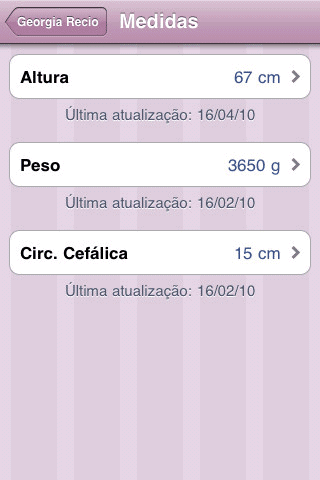 Georgia Recio
Medidas
Altura 67 cm
Última atualização: 16/04/10
Peso 3650 g
Última atualização: 16/02/10
Circ. Cefálica 15 cm
Última atualização: 16/02/10